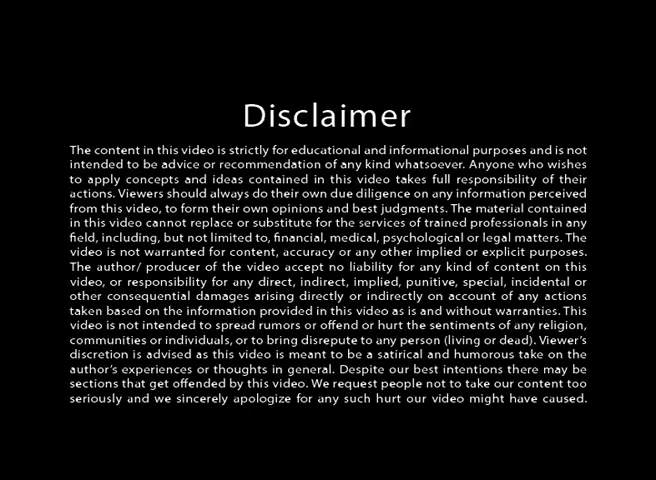 Disclaimer
The content in this video is strictly for educational and informational purposes and is not
intended to be advice or recommendation of any kind whatsoever. Anyone who wishes
to apply concepts and ideas contained in this video takes full responsibility of their
actions. Viewers should always do their own due diligence on any information perceived
from this video, to form their own opinions and best judgments. The material contained
in this video cannot replace or substitute for the services of trained professionals in any
field, including, but not limited to, financial, medical, psychological or legal matters. The
video is not warranted for content, accuracy or any other implied or explicit purposes.
The author/ producer of the video accept no liability for any kind of content on this
video, or responsibility for any direct, indirect, implied, punitive, special, incidental or
other consequential damages arising directly or indirectly on account of any actions
taken based on the information provided in this video as is and without warranties. This
video is not intended to spread rumors or offend or hurt the sentiments of any religion,
communities or individuals, or to bring disrepute to any person (living or dead). Viewer's
discretion is advised as this video is meant to be a satirical and humorous take on the
author's experiences or thoughts in general. Despite our best intentions there may be
sections that get offended by this video. We request people not to take our content too
seriously and we sincerely apologize for any such hurt our video might have caused.